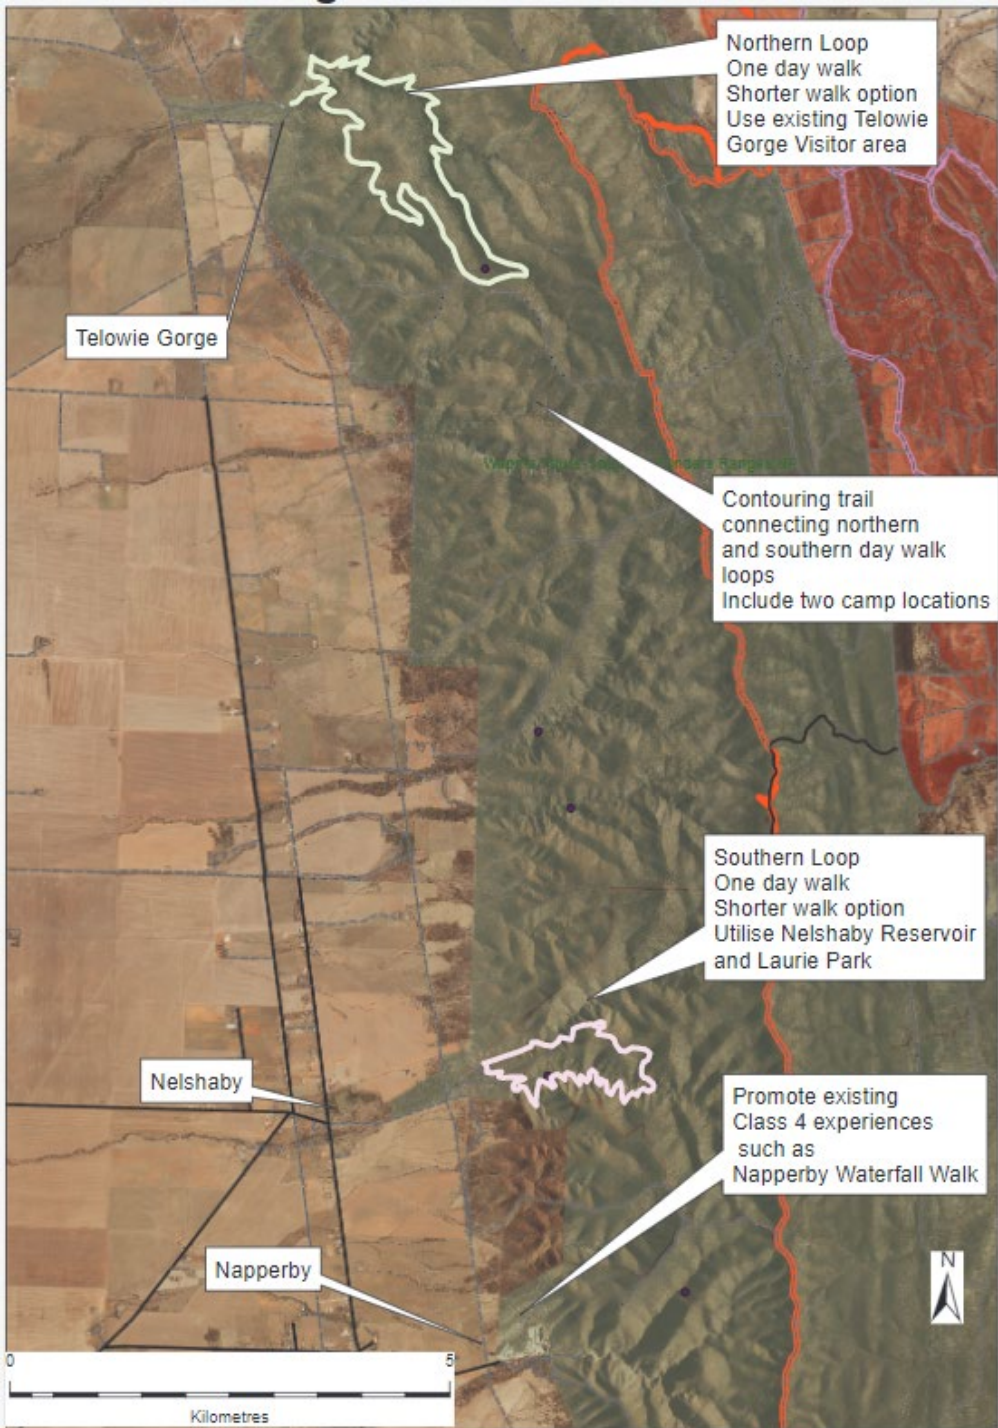 Northern Loop
One day walk
Shorter walk option
Use existing Telowie
Gorge Visitor area
Telowie Gorge
Contouring trail
connecting northern
and southern day walk
loops
Include two camp locations
Southern Loop
One day walk
Shorter walk option
Utilise Nelshaby Reservoir
and Laurie Park
Nelshaby
Promote existing
Class 4 experiences
such as
Napperby Waterfall Walk
Napperby
N
0 5
Kilometres